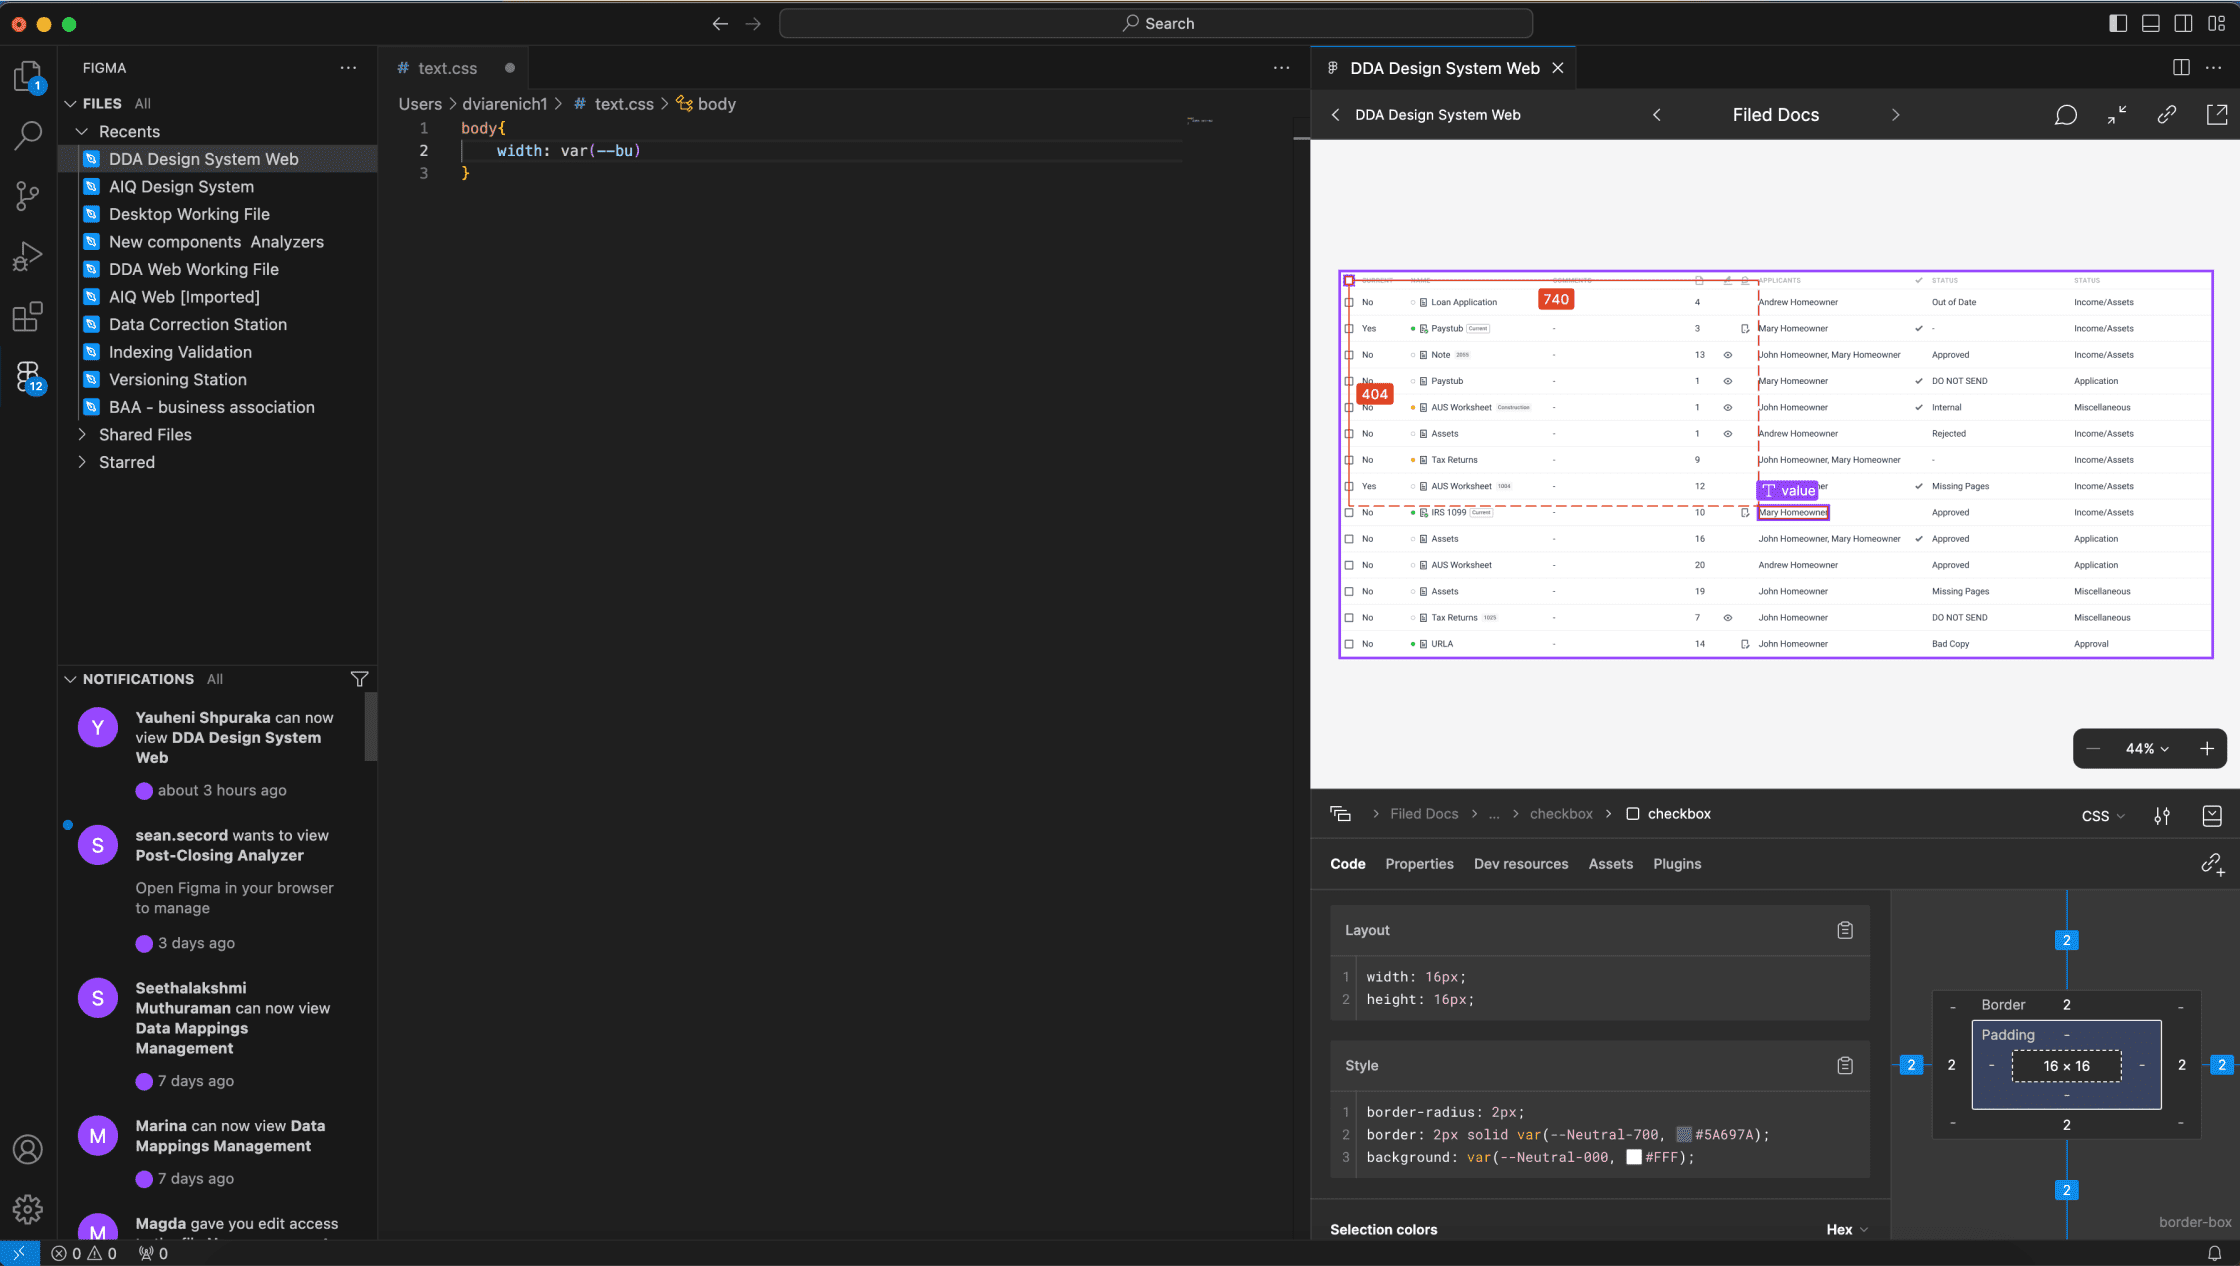 Search
FIGMA
FILES All
Recents
DDA Design System Web
AIQ Design System
Desktop Working File
New components Analyzers
DDA Web Working File
AIQ Web [Imported]
Data Correction Station
Indexing Validation
Versioning Station
BAA - business association
Shared Files
Starred
1
12
NOTIFICATIONS All
Y
Yauheni Shpuraka can now
view DDA Design System
Web
about 3 hours ago
S
sean.secord wants to view
Post-Closing Analyzer
Open Figma in your browser
to manage
3 days ago
S
Seethalakshmi
Muthuraman can now view
Data Mappings
Management
7 days ago
M
Marina can now view Data
Mappings Management
7 days ago
M
Magda gave you edit access
0 0 0
# text.css
Users > dviarenich1 > # text.css > body
1 body{
2 width: var(--bu)
3 }
DDA Design System Web
DDA Design System Web
Filed Docs
CURRENT NAME COMMENTS APPLICANTS STATUS STATUS
No Loan Application 4 Andrew Homeowner Out of Date Income/Assets
740
Yes Paystub Current - 3 Mary Homeowner - Income/Assets
No Note 2055 - 13 John Homeowner, Mary Homeowner Approved Income/Assets
No Paystub - 1 Mary Homeowner DO NOT SEND Application
404
No AUS Worksheet Construction - 1 John Homeowner Internal Miscellaneous
No Assets - 1 Andrew Homeowner Rejected Income/Assets
No Tax Returns - 9 John Homeowner, Mary Homeowner - Income/Assets
Yes AUS Worksheet 1004 - 12 Missing Pages Income/Assets
value
No IRS 1099 Current - 10 Mary Homeowner Approved Income/Assets
No Assets - 16 John Homeowner, Mary Homeowner Approved Application
No AUS Worksheet - 20 Andrew Homeowner Approved Application
No Assets - 19 John Homeowner Missing Pages Miscellaneous
No Tax Returns 1025 - 7 John Homeowner DO NOT SEND Miscellaneous
No URLA - 14 John Homeowner Bad Copy Approval
44%
Filed Docs > ... > checkbox > checkbox
CSS
Code Properties Dev resources Assets Plugins
Layout
1 width: 16px;
2 height: 16px;
Style
1 border-radius: 2px;
2 border: 2px solid var(--Neutral-700, #5A697A);
3 background: var(--Neutral-000, #FFF);
Selection colors
Hex
2
- Border 2 -
Padding -
2 2 - 16 × 16 - 2 2
-
- 2 -
2
border-box